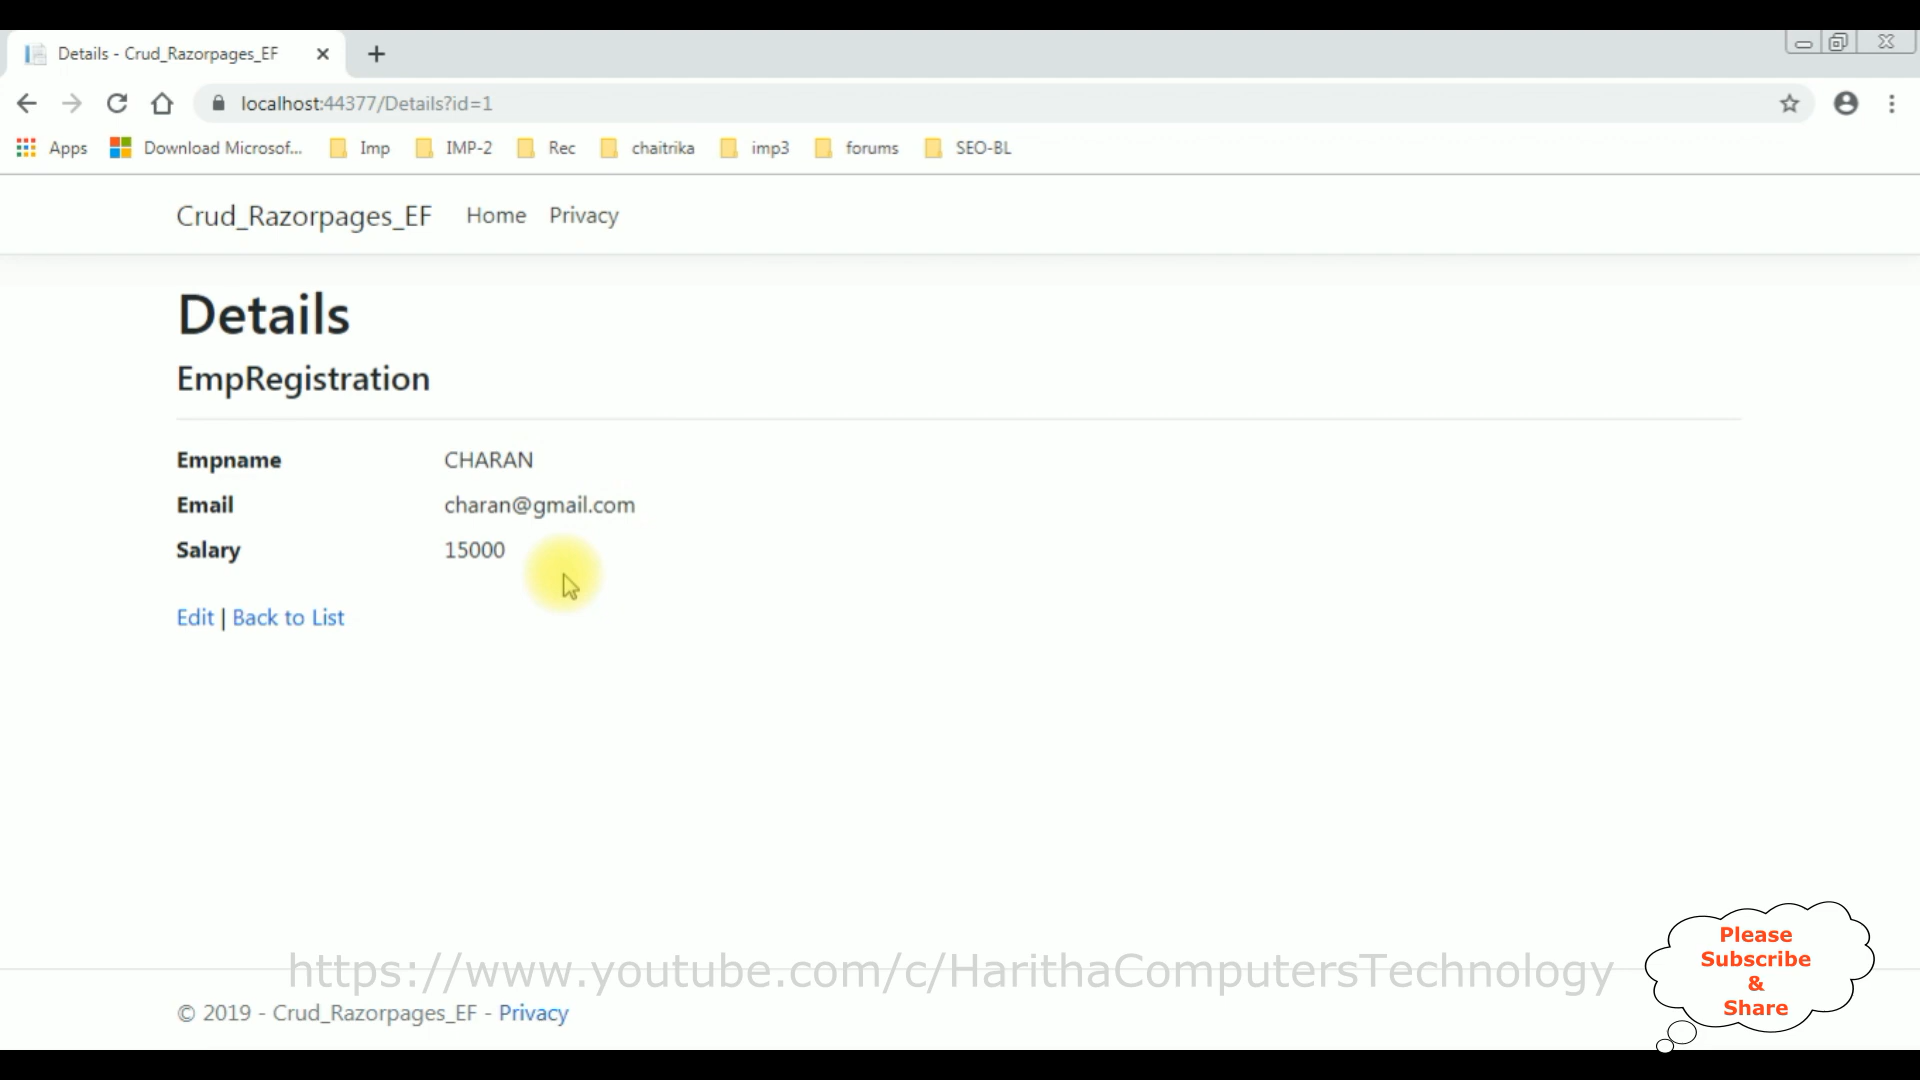 Details - Crud_Razorpages_EF
localhost:44377/Details?id=1
Apps Download Microsof... Imp IMP-2 Rec chaitrika imp3 forums SEO-BL
Crud_Razorpages_EF Home Privacy
Details
EmpRegistration
Empname CHARAN
Email charan@gmail.com
Salary 15000
Edit | Back to List
https://www.youtube.com/c/HarithaComputersTechnology
© 2019 - Crud_Razorpages_EF - Privacy
Please
Subscribe
&
Share